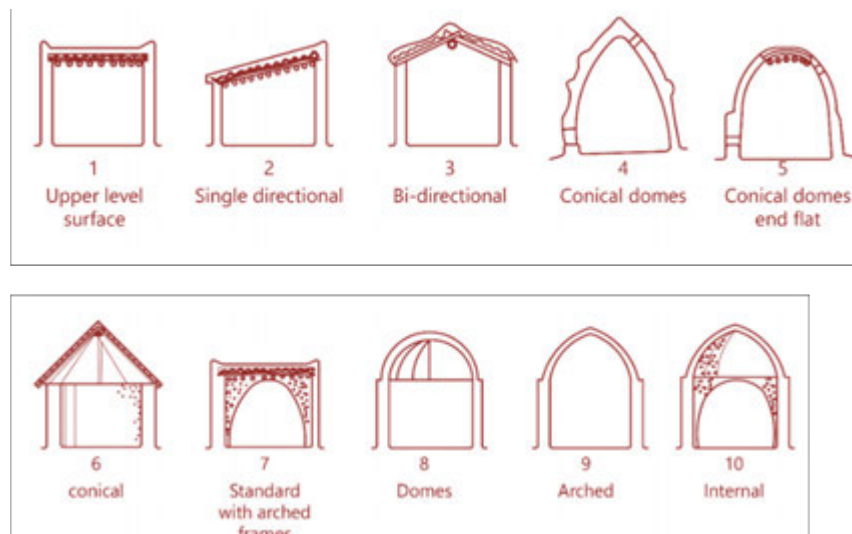 1 2 3 4 5
Upper level Single directional Bi-directional Conical domes Conical domes
surface end flat
6 7 8 9 10
conical Standard Domes Arched Internal
with arched
frames